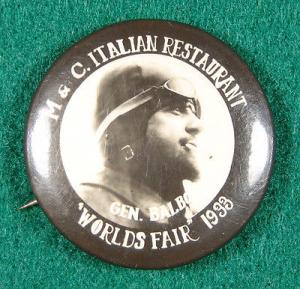 M & C. ITALIAN RESTAURANT
GEN. BALBO
"WORLDS FAIR" 1933